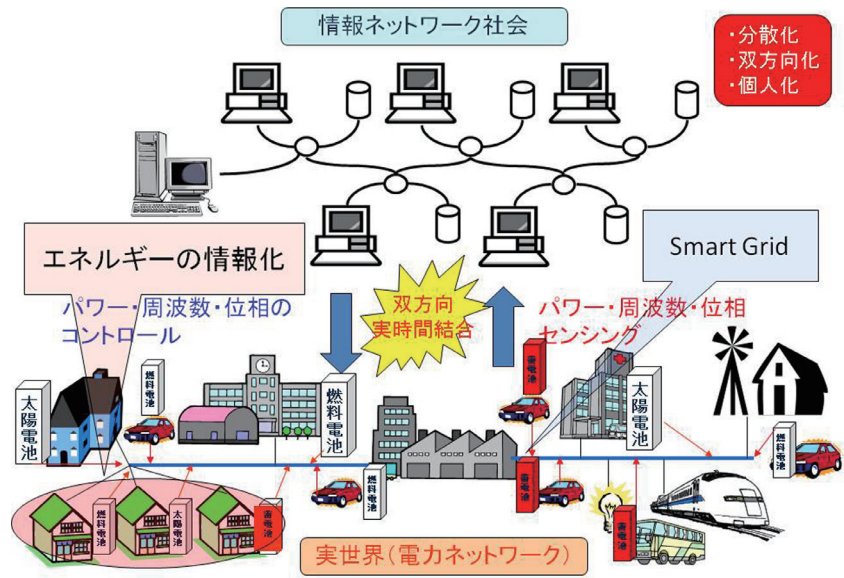 情報ネットワーク社会
・分散化
・双方向化
・個人化
エネルギーの情報化
Smart Grid
パワー・周波数・位相の
コントロール
双方向
実時間結合
パワー・周波数・位相
センシング
太陽電池
燃料電池
燃料電池
蓄電池
太陽電池
燃料電池
燃料電池
蓄電池
燃料電池
太陽電池
蓄電池
蓄電池
実世界(電力ネットワーク)